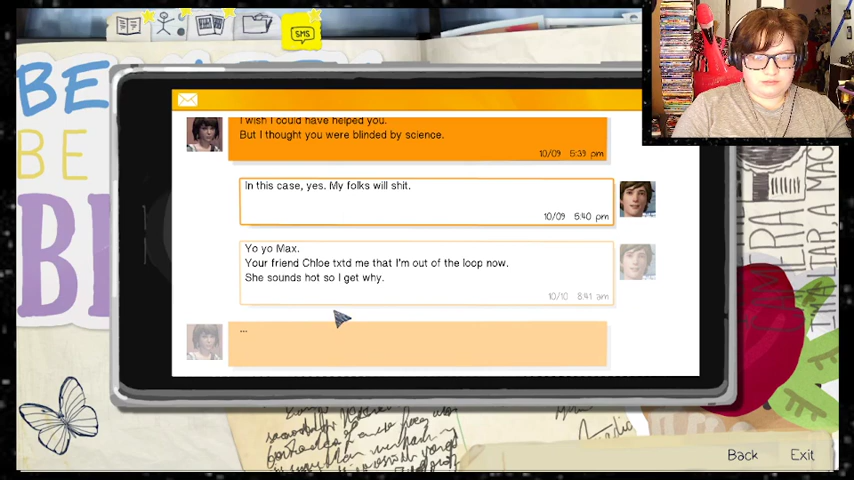 SMS
BE
BE
B
I wish I could have helped you.
But I thought you were blinded by science.
10/09 5:39 pm
In this case, yes. My folks will shit.
10/09 5:40 pm
Yo yo Max.
Your friend Chloe txtd me that I'm out of the loop now.
She sounds hot so I get why.
10/10 8:41 am
...
Back
Exit